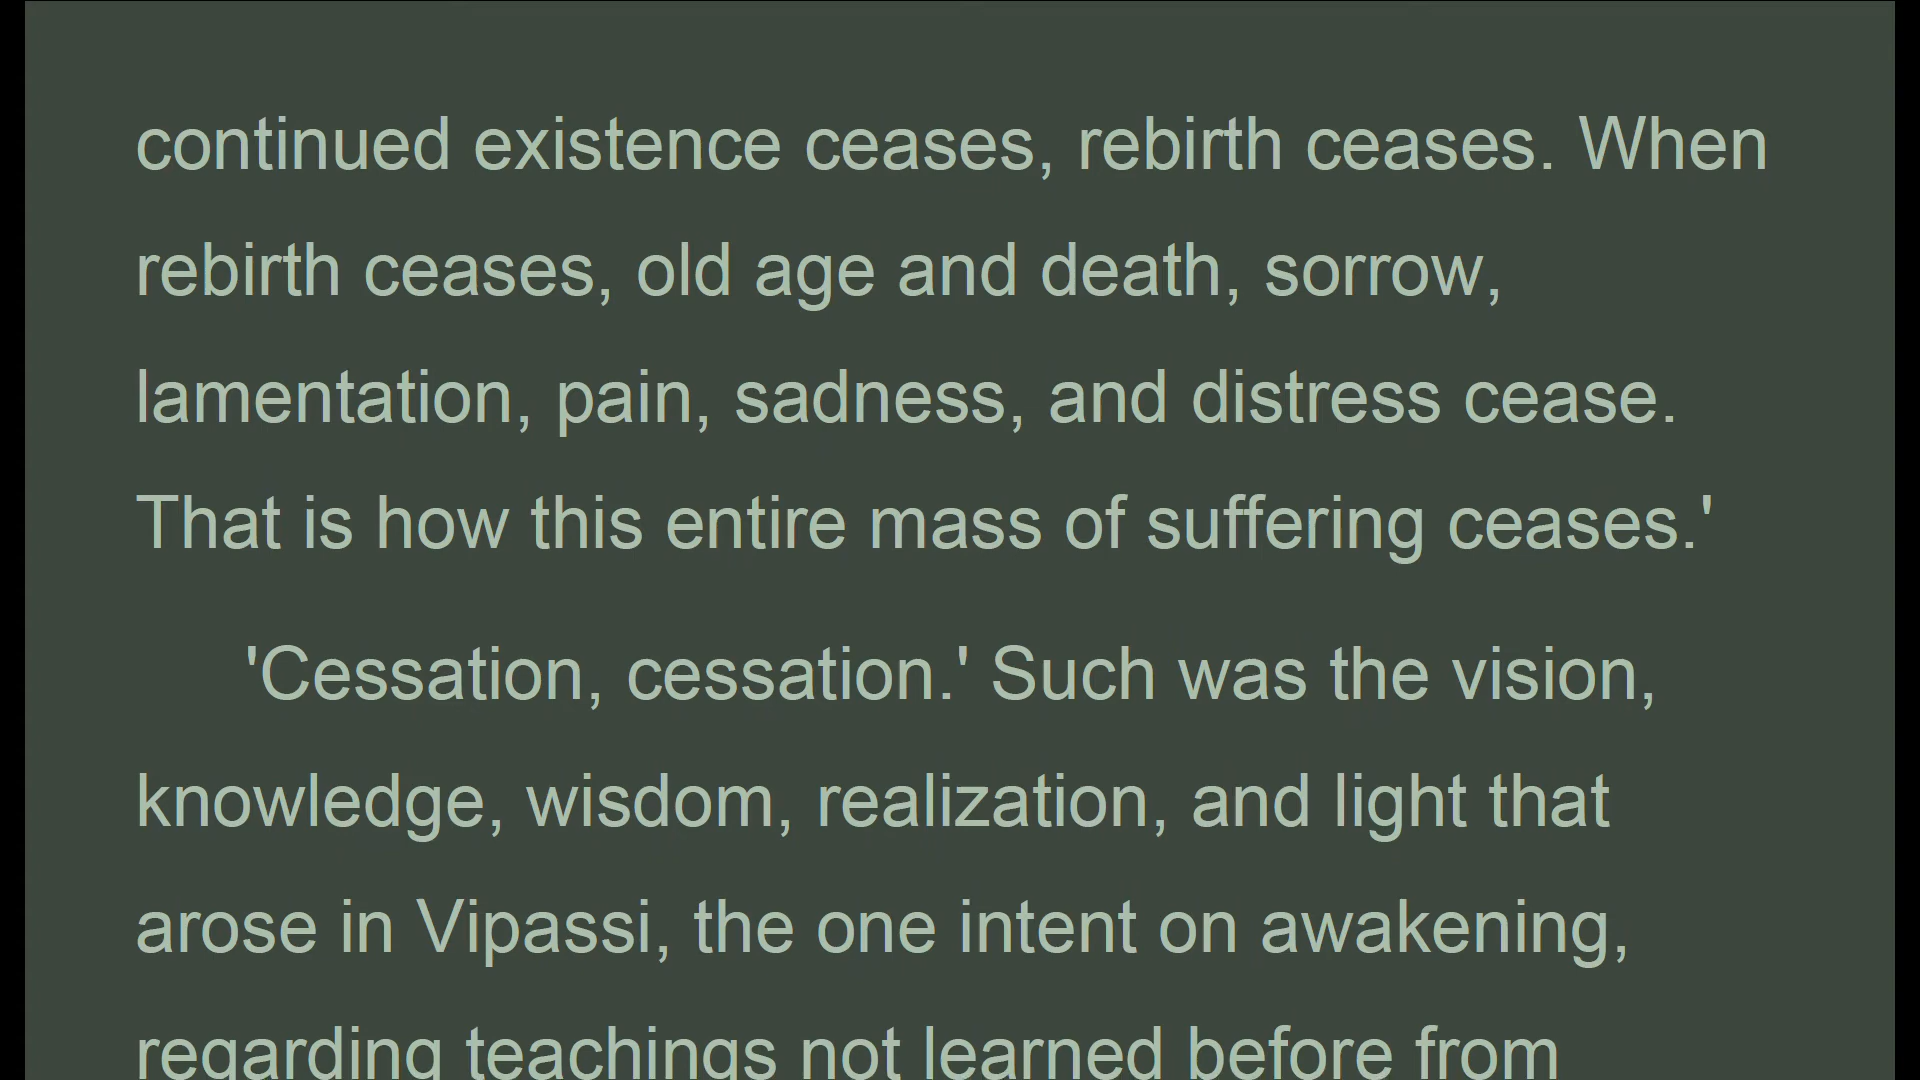 continued existence ceases, rebirth ceases. When
rebirth ceases, old age and death, sorrow,
lamentation, pain, sadness, and distress cease.
That is how this entire mass of suffering ceases.'
'Cessation, cessation.' Such was the vision,
knowledge, wisdom, realization, and light that
arose in Vipassi, the one intent on awakening,
regarding teachings not learned before from